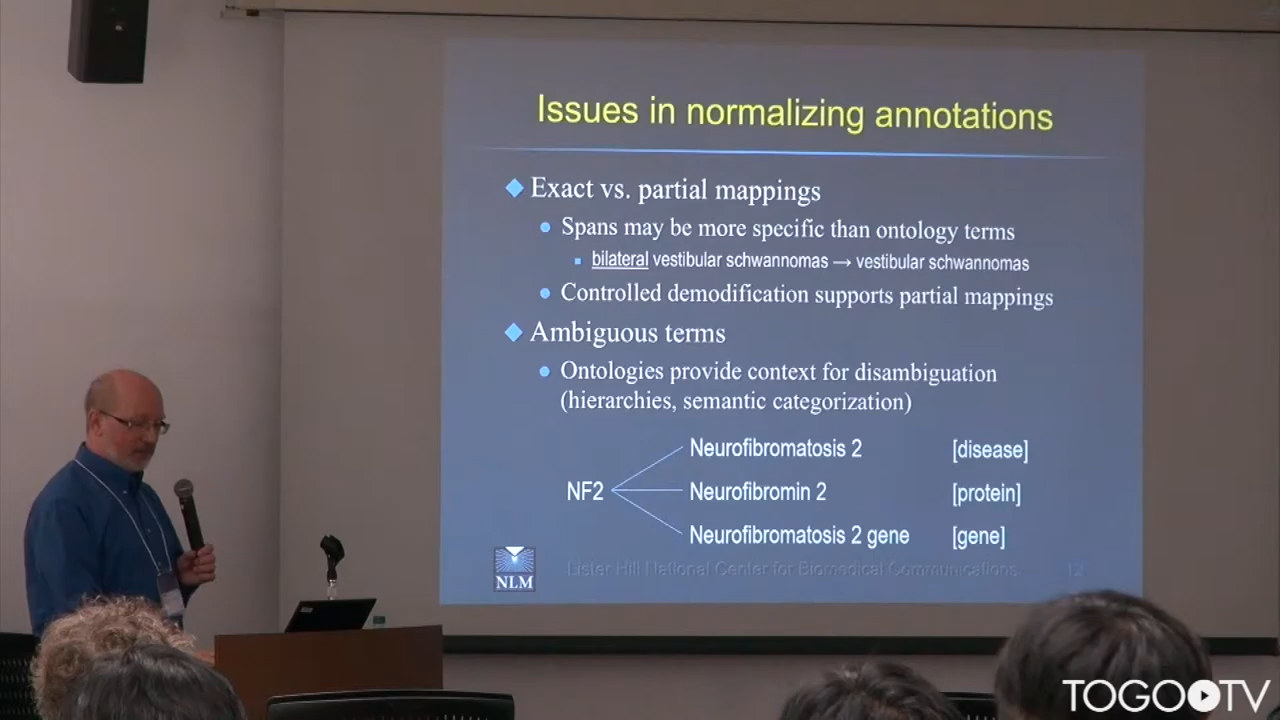 Issues in normalizing annotations
Exact vs. partial mappings
Spans may be more specific than ontology terms
bilateral vestibular schwannomas → vestibular schwannomas
Controlled demodification supports partial mappings
Ambiguous terms
Ontologies provide context for disambiguation
(hierarchies, semantic categorization)
Neurofibromatosis 2 [disease]
NF2 Neurofibromin 2 [protein]
Neurofibromatosis 2 gene [gene]
NLM Lister Hill National Center for Biomedical Communications 12
TOGO TV